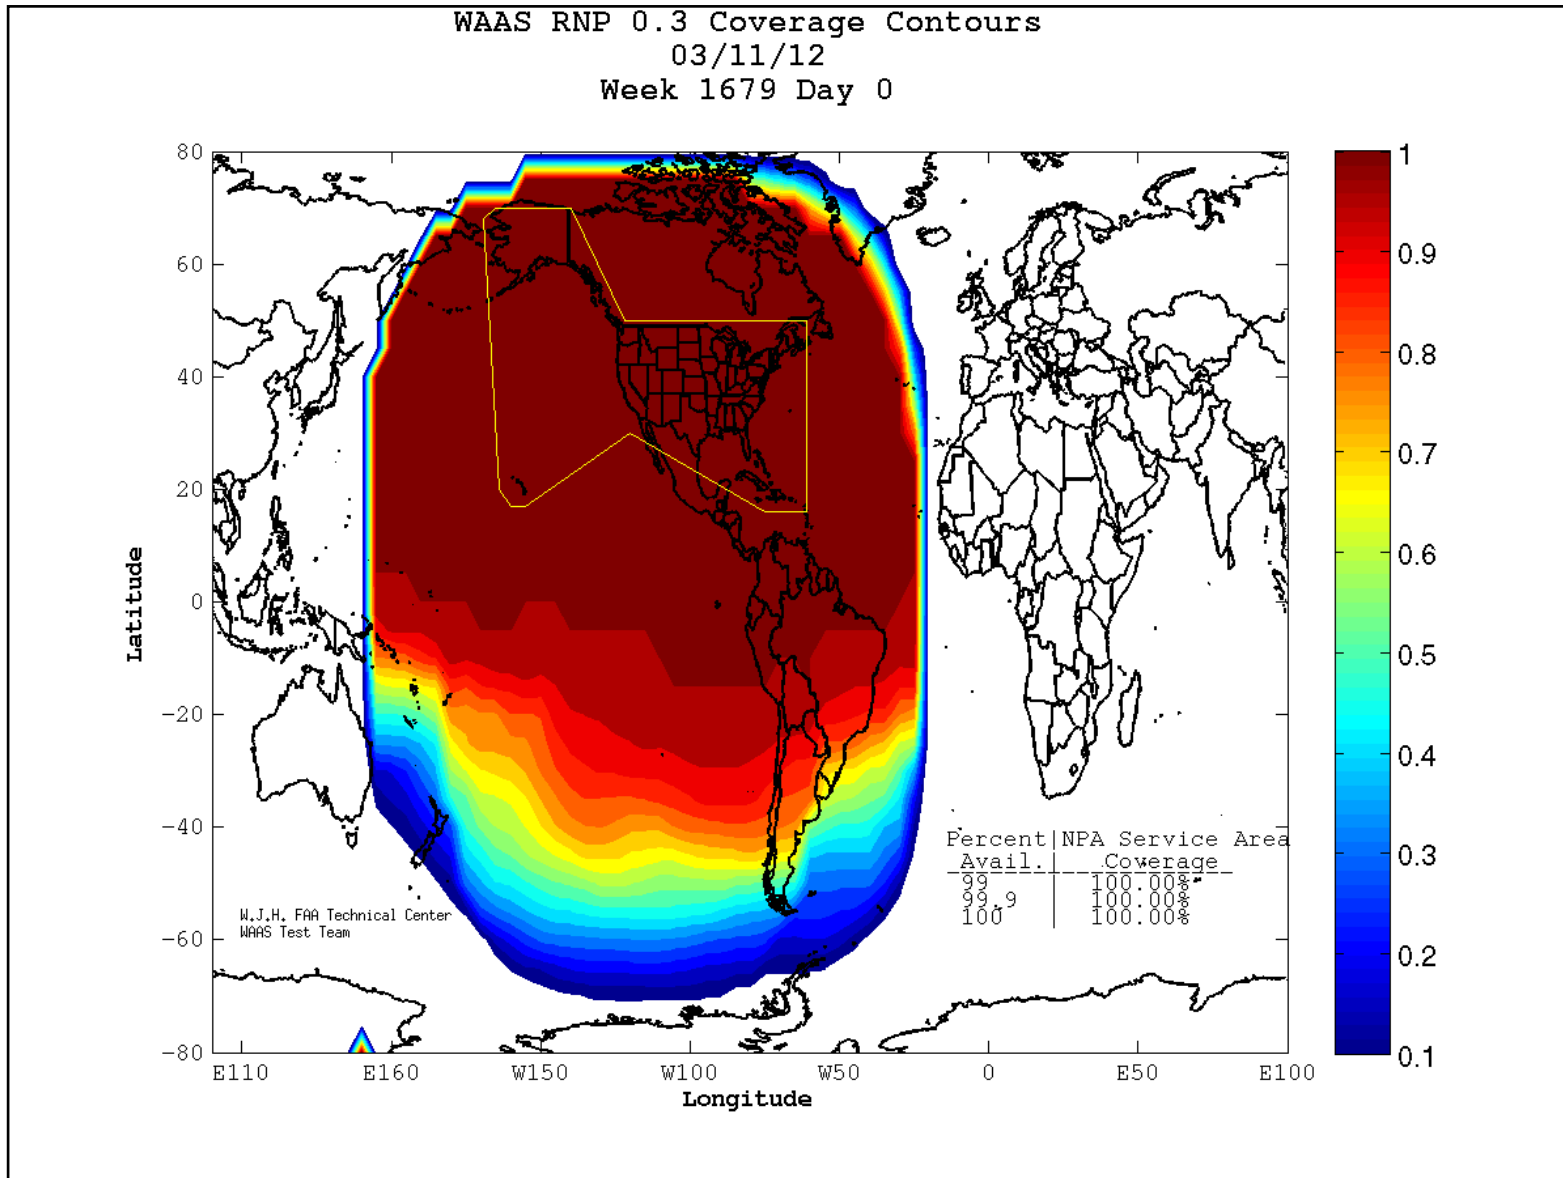 WAAS RNP 0.3 Coverage Contours
03/11/12
Week 1679 Day 0
80
60
40
20
0
-20
-40
-60
-80
Latitude
E110 E160 W150 W100 W50 0 E50 E100
Longitude
1
0.9
0.8
0.7
0.6
0.5
0.4
0.3
0.2
0.1
Percent|NPA Service Area
Avail. | Coverage
99 | 100.00%
99.9 | 100.00%
100 | 100.00%
W.J.H. FAA Technical Center
WAAS Test Team